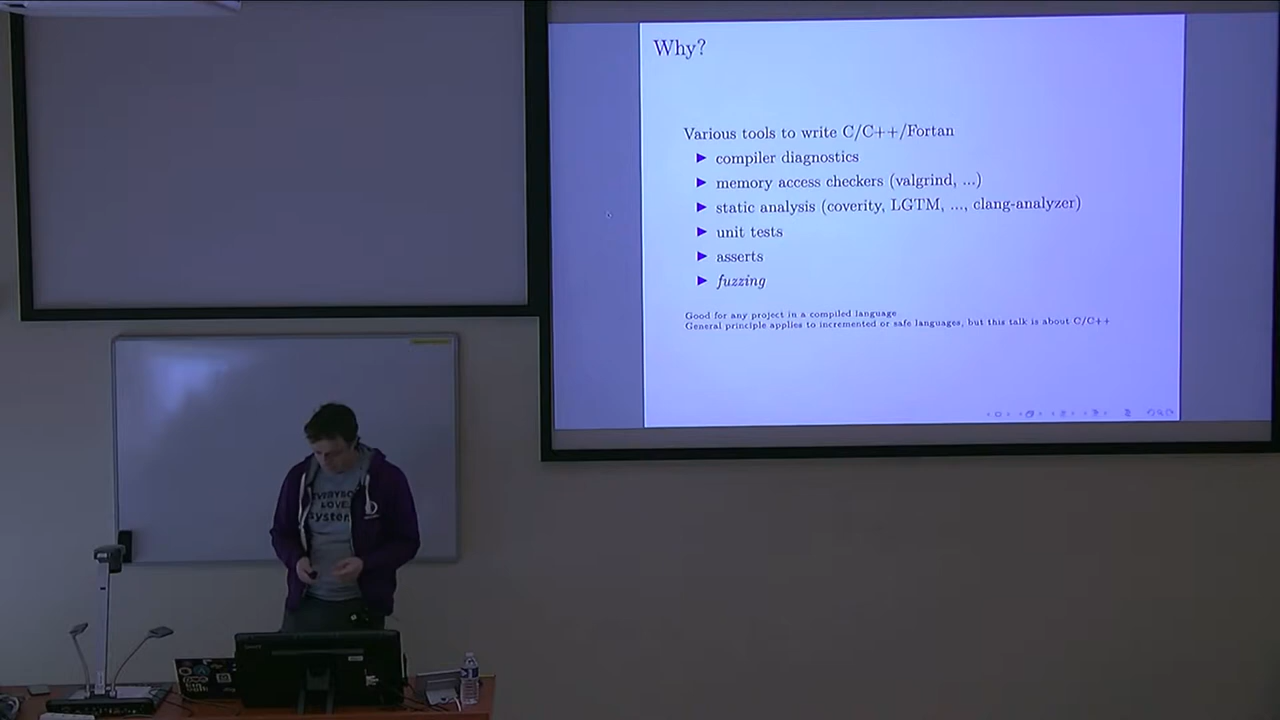 Why?
Various tools to write C/C++/Fortan
compiler diagnostics
memory access checkers (valgrind, ...)
static analysis (coverity, LGTM, ..., clang-analyzer)
unit tests
asserts
fuzzing
Good for any project in a compiled language
General principle applies to incremented or safe languages, but this talk is about C/C++
LOVE
system